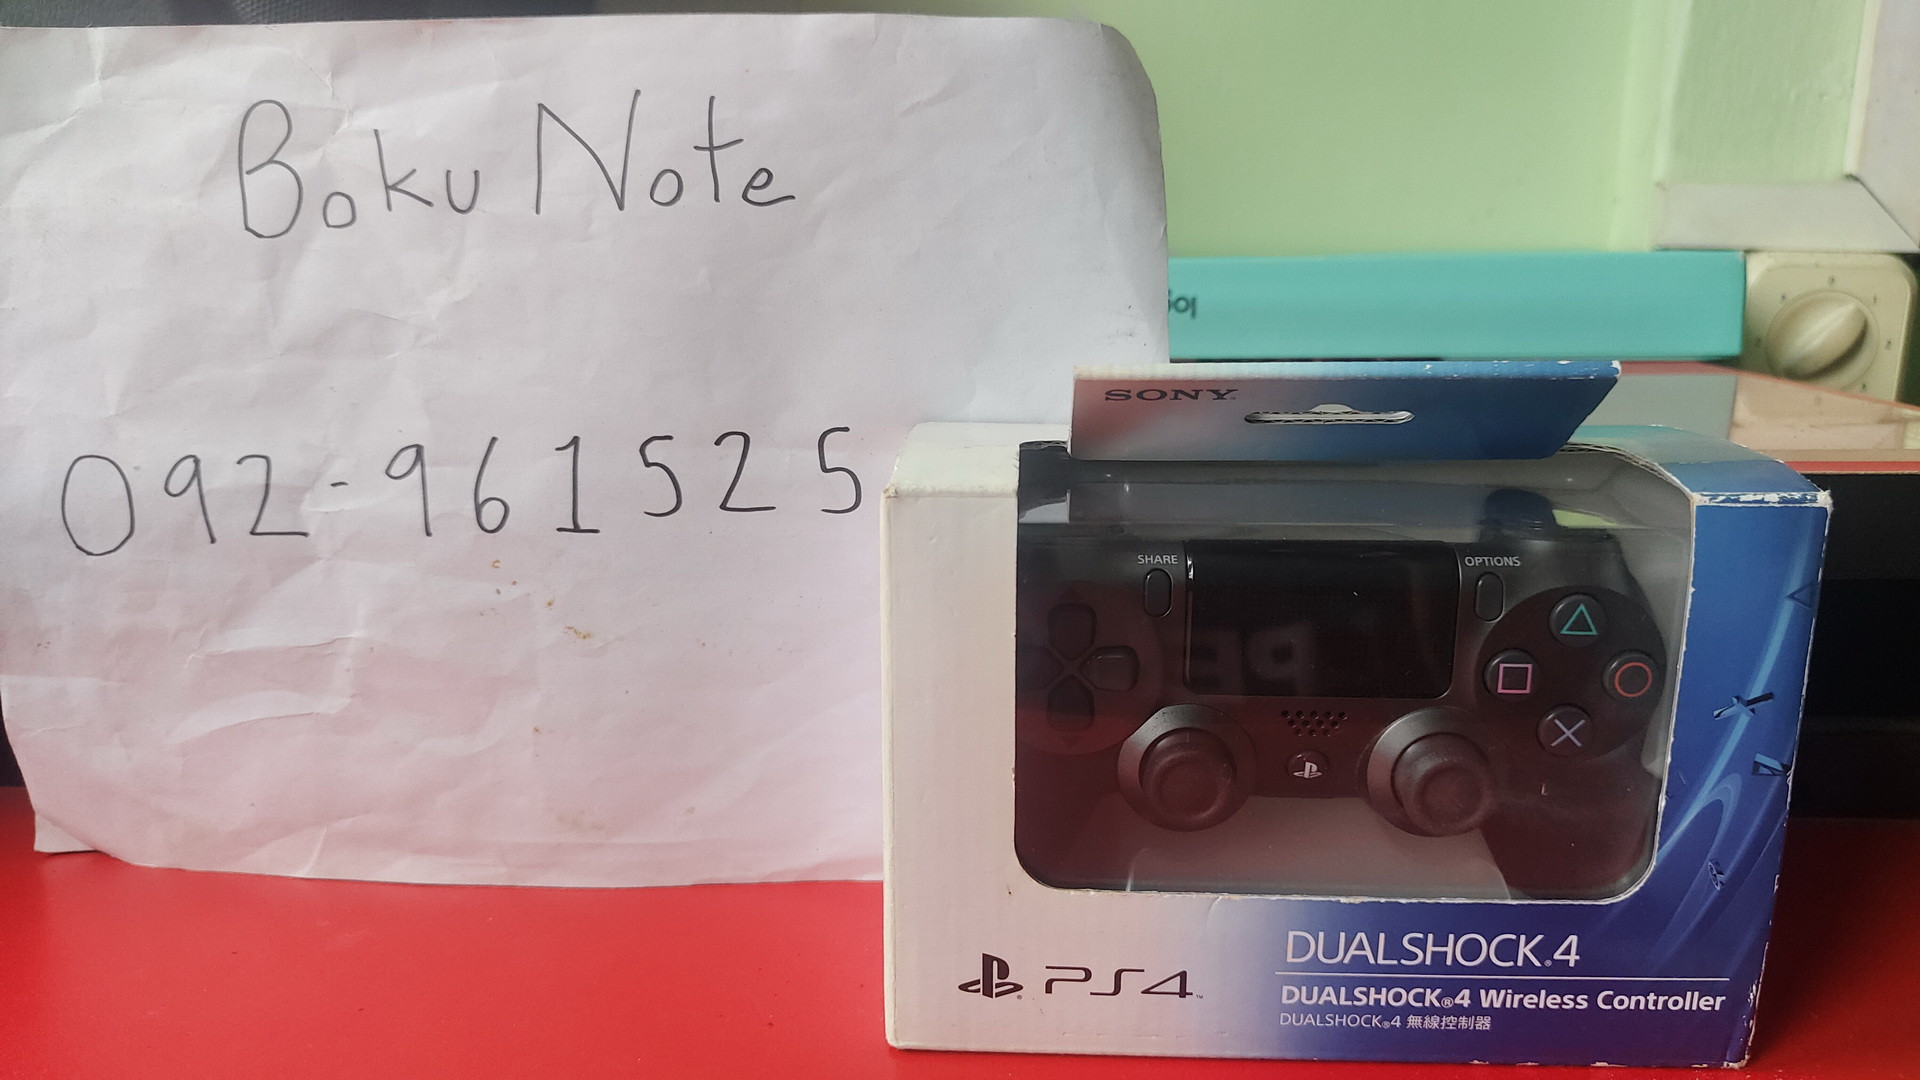 Boku Note
092-961525
logi
SONY
SHARE
OPTIONS
L
PS4
DUALSHOCK®4
DUALSHOCK®4 Wireless Controller
DUALSHOCK®4 無線控制器